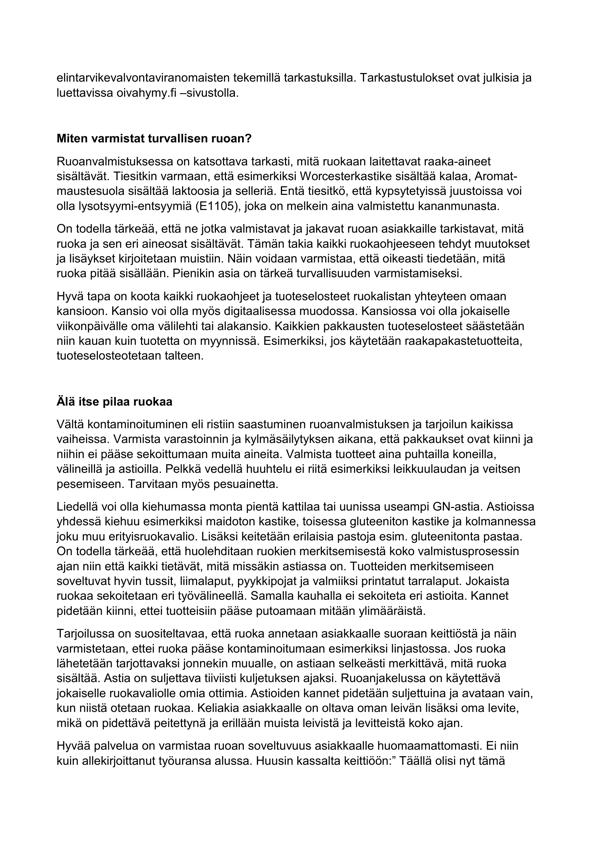 elintarvikevalvontaviranomaisten tekemillä tarkastuksilla. Tarkastustulokset ovat julkisia ja
luettavissa oivahymy.fi –sivustolla.
Miten varmistat turvallisen ruoan?
Ruoanvalmistuksessa on katsottava tarkasti, mitä ruokaan laitettavat raaka-aineet
sisältävät. Tiesitkin varmaan, että esimerkiksi Worcesterkastike sisältää kalaa, Aromat-
maustesuola sisältää laktoosia ja selleriä. Entä tiesitkö, että kypsytetyissä juustoissa voi
olla lysotsyymi-entsyymiä (E1105), joka on melkein aina valmistettu kananmunasta.
On todella tärkeää, että ne jotka valmistavat ja jakavat ruoan asiakkaille tarkistavat, mitä
ruoka ja sen eri aineosat sisältävät. Tämän takia kaikki ruokaohjeeseen tehdyt muutokset
ja lisäykset kirjoitetaan muistiin. Näin voidaan varmistaa, että oikeasti tiedetään, mitä
ruoka pitää sisällään. Pienikin asia on tärkeä turvallisuuden varmistamiseksi.
Hyvä tapa on koota kaikki ruokaohjeet ja tuoteselosteet ruokalistan yhteyteen omaan
kansioon. Kansio voi olla myös digitaalisessa muodossa. Kansiossa voi olla jokaiselle
viikonpäivälle oma välilehti tai alakansio. Kaikkien pakkausten tuoteselosteet säästetään
niin kauan kuin tuotetta on myynnissä. Esimerkiksi, jos käytetään raakapakastetuotteita,
tuoteselosteotetaan talteen.
Älä itse pilaa ruokaa
Vältä kontaminoituminen eli ristiin saastuminen ruoanvalmistuksen ja tarjoilun kaikissa
vaiheissa. Varmista varastoinnin ja kylmäsäilytyksen aikana, että pakkaukset ovat kiinni ja
niihin ei pääse sekoittumaan muita aineita. Valmista tuotteet aina puhtailla koneilla,
välineillä ja astioilla. Pelkkä vedellä huuhtelu ei riitä esimerkiksi leikkuulaudan ja veitsen
pesemiseen. Tarvitaan myös pesuainetta.
Liedellä voi olla kiehumassa monta pientä kattilaa tai uunissa useampi GN-astia. Astioissa
yhdessä kiehuu esimerkiksi maidoton kastike, toisessa gluteeniton kastike ja kolmannessa
joku muu erityisruokavalio. Lisäksi keitetään erilaisia pastoja esim. gluteenitonta pastaa.
On todella tärkeää, että huolehditaan ruokien merkitsemisestä koko valmistusprosessin
ajan niin että kaikki tietävät, mitä missäkin astiassa on. Tuotteiden merkitsemiseen
soveltuvat hyvin tussit, liimalaput, pyykkipojat ja valmiiksi printatut tarralaput. Jokaista
ruokaa sekoitetaan eri työvälineellä. Samalla kauhalla ei sekoiteta eri astioita. Kannet
pidetään kiinni, ettei tuotteisiin pääse putoamaan mitään ylimääräistä.
Tarjoilussa on suositeltavaa, että ruoka annetaan asiakkaalle suoraan keittiöstä ja näin
varmistetaan, ettei ruoka pääse kontaminoitumaan esimerkiksi linjastossa. Jos ruoka
lähetetään tarjottavaksi jonnekin muualle, on astiaan selkeästi merkittävä, mitä ruoka
sisältää. Astia on suljettava tiiviisti kuljetuksen ajaksi. Ruoanjakelussa on käytettävä
jokaiselle ruokavaliolle omia ottimia. Astioiden kannet pidetään suljettuina ja avataan vain,
kun niistä otetaan ruokaa. Keliakia asiakkaalle on oltava oman leivän lisäksi oma levite,
mikä on pidettävä peitettynä ja erillään muista leivistä ja levitteistä koko ajan.
Hyvää palvelua on varmistaa ruoan soveltuvuus asiakkaalle huomaamattomasti. Ei niin
kuin allekirjoittanut työuransa alussa. Huusin kassalta keittiöön:” Täällä olisi nyt tämä